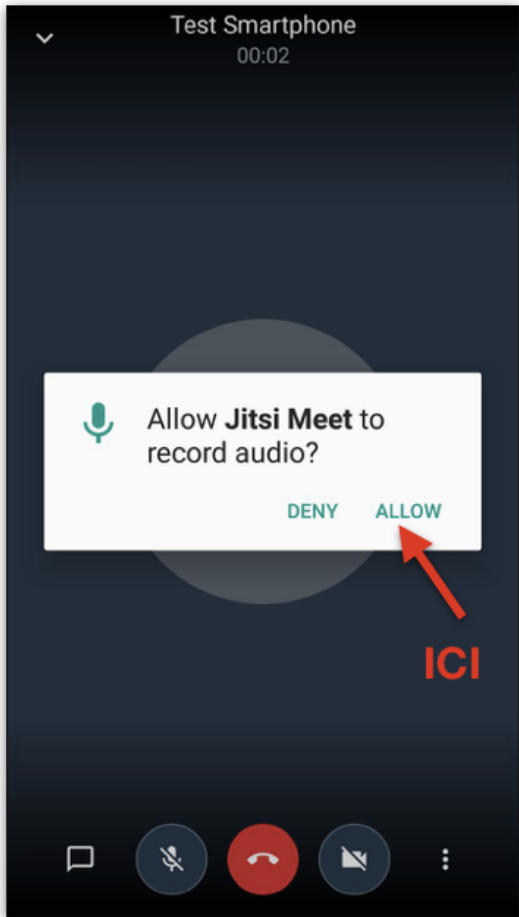 Test Smartphone
00:02
Allow Jitsi Meet to
record audio?
DENY ALLOW
ICI